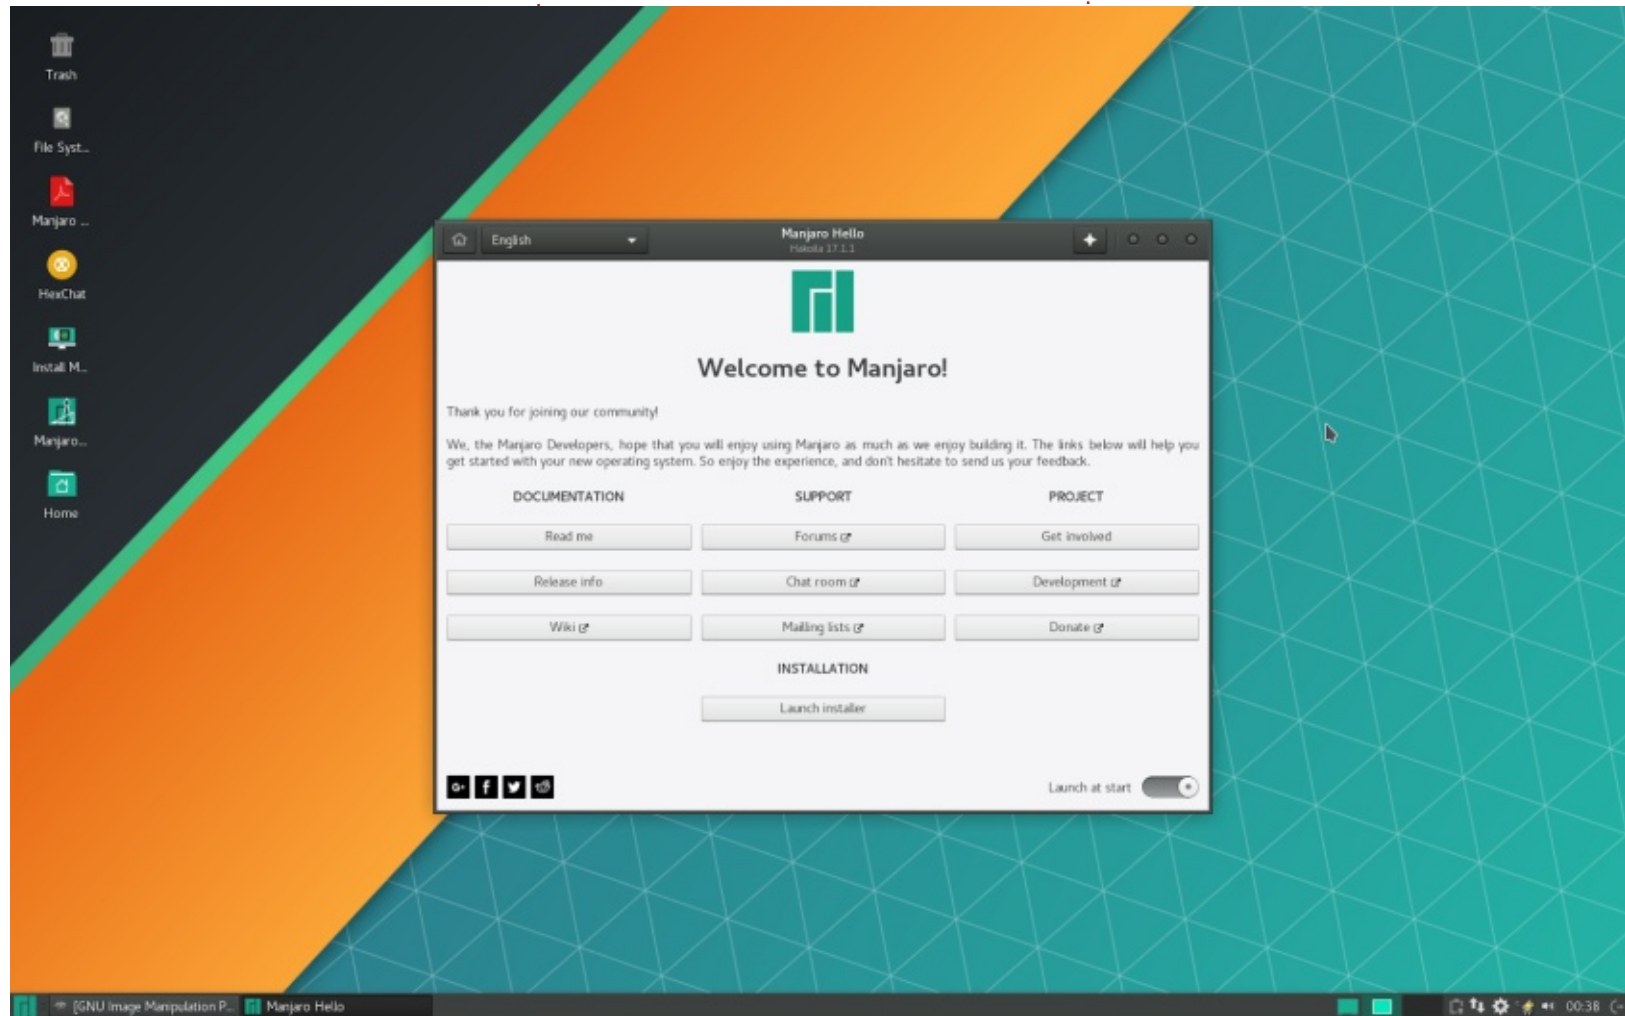 Trash
File Syst...
Manjaro ...
HexChat
Install M...
Manjaro...
Home
English
Manjaro Hello
Hakoila 17.1.1
Welcome to Manjaro!
Thank you for joining our community!
We, the Manjaro Developers, hope that you will enjoy using Manjaro as much as we enjoy building it. The links below will help you
get started with your new operating system. So enjoy the experience, and don't hesitate to send us your feedback.
DOCUMENTATION SUPPORT PROJECT
Read me Forums Get involved
Release info Chat room Development
Wiki Mailing lists Donate
INSTALLATION
Launch installer
G+ f
Launch at start
[GNU Image Manipulation P... Manjaro Hello 00:38